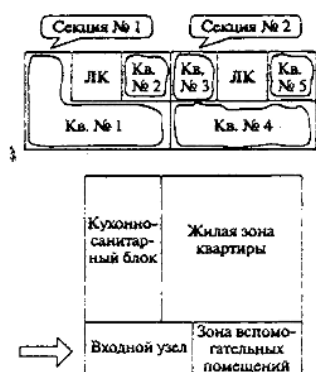 Секция № 1 Секция № 2
ЛК Кв. № 2 Кв. № 3 ЛК Кв. № 5
Кв. № 1 Кв. № 4
Кухонно-
санитар-
ный блок
Жилая зона
квартиры
Входной узел
Зона вспомо-
гательных
помещений